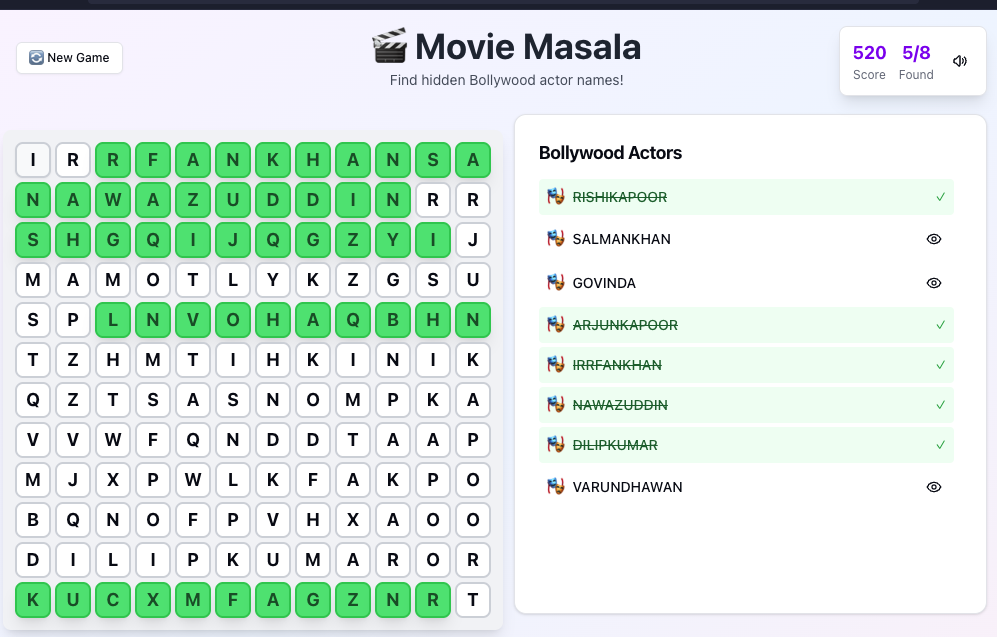 New Game
Movie Masala
Find hidden Bollywood actor names!
520 5/8
Score Found
I R R F A N K H A N S A
N A W A Z U D D I N R R
S H G Q I J Q G Z Y I J
M A M O T L Y K Z G S U
S P L N V O H A Q B H N
T Z H M T I H K I N I K
Q Z T S A S N O M P K A
V V W F Q N D D T A A P
M J X P W L K F A K P O
B Q N O F P V H X A O O
D I L I P K U M A R O R
K U C X M F A G Z N R T
Bollywood Actors
RISHIKAPOOR ✓
SALMANKHAN
GOVINDA
ARJUNKAPOOR ✓
IRRFANKHAN ✓
NAWAZUDDIN ✓
DILIPKUMAR ✓
VARUNDHAWAN